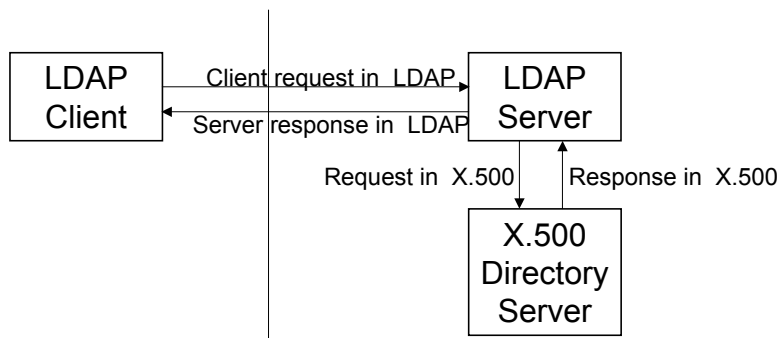 LDAP
Client
Client request in LDAP
Server response in LDAP
LDAP
Server
Request in X.500
Response in X.500
X.500
Directory
Server